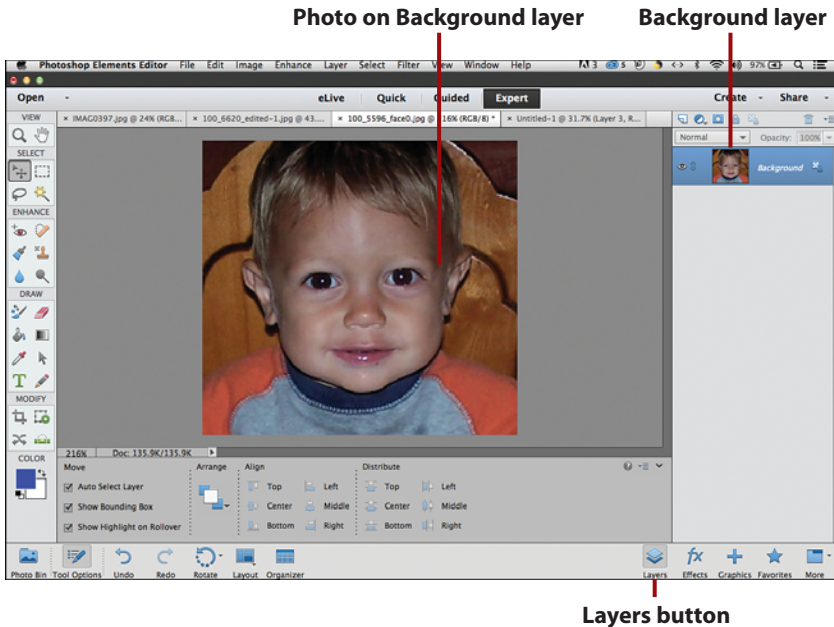 Photo on Background layer Background layer
Photoshop Elements Editor File Edit Image Enhance Layer Select Filter View Window Help 3 5 97%
Open eLive Quick Guided Expert Create Share
VIEW × IMAG0397.jpg @ 24% (RGB... × 100_6620_edited-1.jpg @ 43.... × 100_5596_face0.jpg @ 216% (RGB/8) * × Untitled-1 @ 31.7% (Layer 3, R...
Normal Opacity: 100%
SELECT
Background
ENHANCE
DRAW
T
MODIFY
COLOR
216% Doc: 135.9K/135.9K
Move Arrange Align Distribute
Auto Select Layer Top Left Top Left
Show Bounding Box Center Middle Center Middle
Show Highlight on Rollover Bottom Right Bottom Right
fx
Photo Bin Tool Options Undo Redo Rotate Layout Organizer Layers Effects Graphics Favorites More
Layers button